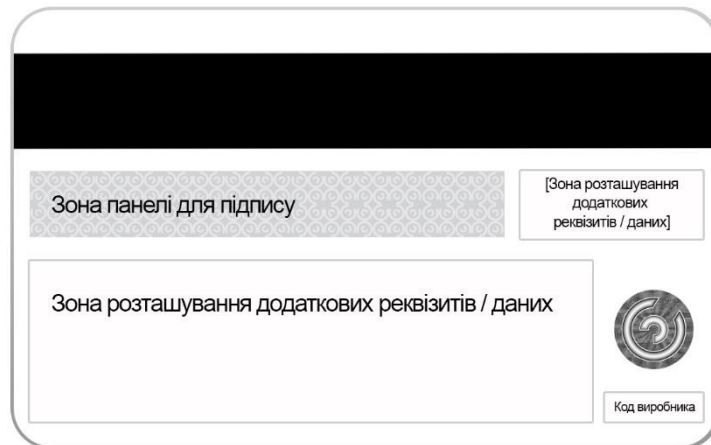 Зона панелі для підпису
[Зона розташування
додаткових
реквізитів / даних]
Зона розташування додаткових реквізитів / даних
Код виробника